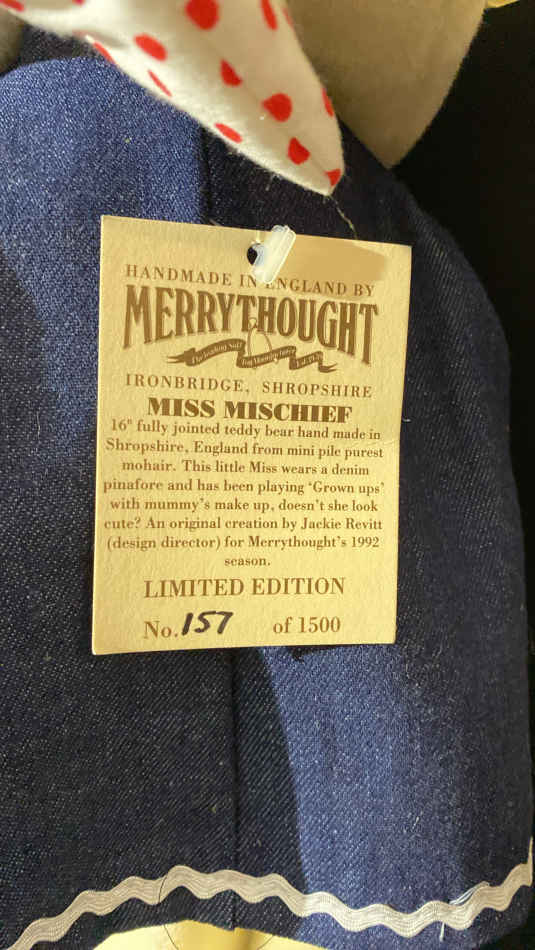 HANDMADE IN ENGLAND BY
MERRYTHOUGHT
IRONBRIDGE, SHROPSHIRE
MISS MISCHIEF
16" fully jointed teddy bear hand made in
Shropshire, England from mini pile purest
mohair. This little Miss wears a denim
pinafore and has been playing ‘Grown ups’
with mummy’s make up, doesn’t she look
cute? An original creation by Jackie Revitt
(design director) for Merrythought’s 1992
season.
LIMITED EDITION
No. 157 of 1500